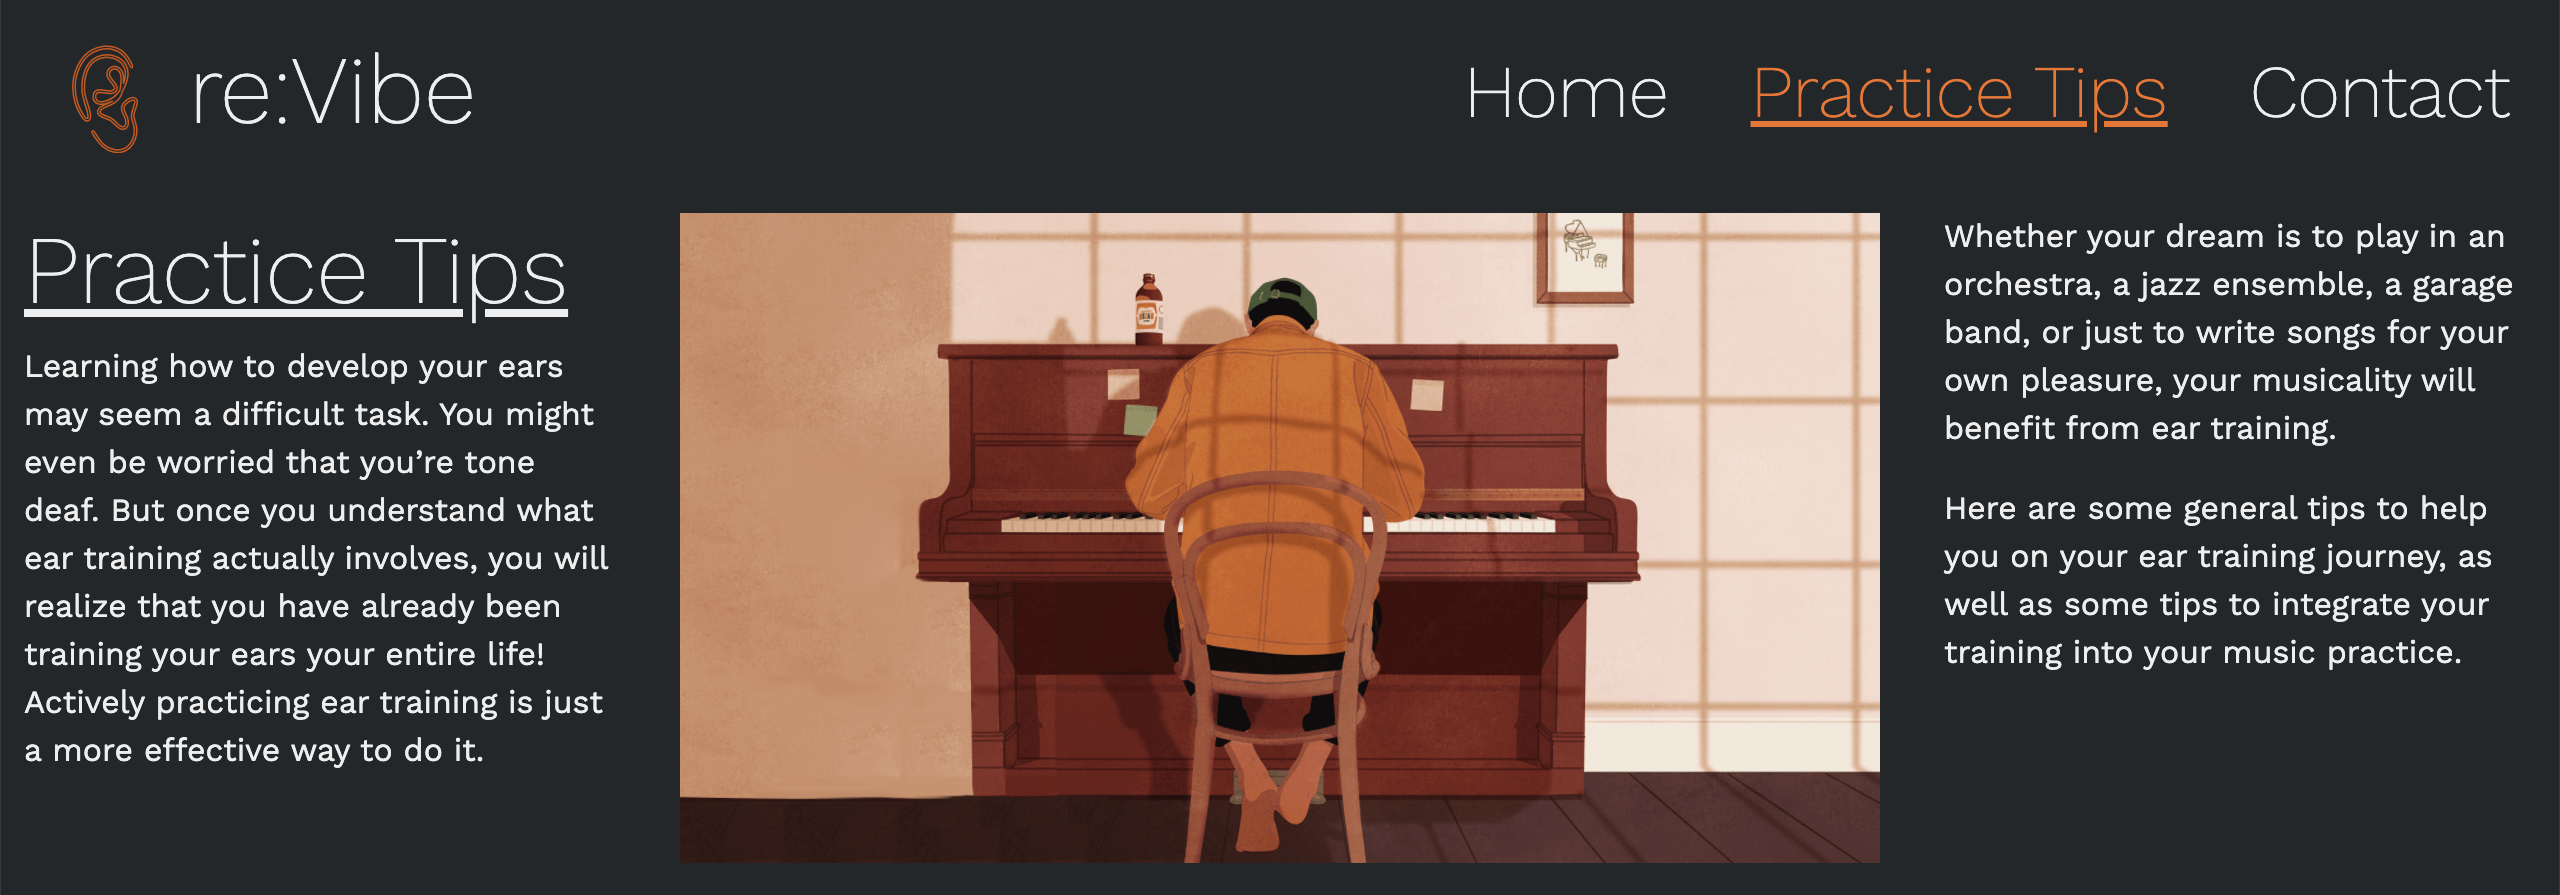 re:Vibe
Home Practice Tips Contact
Practice Tips
Learning how to develop your ears
may seem a difficult task. You might
even be worried that you’re tone
deaf. But once you understand what
ear training actually involves, you will
realize that you have already been
training your ears your entire life!
Actively practicing ear training is just
a more effective way to do it.
Whether your dream is to play in an
orchestra, a jazz ensemble, a garage
band, or just to write songs for your
own pleasure, your musicality will
benefit from ear training.
Here are some general tips to help
you on your ear training journey, as
well as some tips to integrate your
training into your music practice.